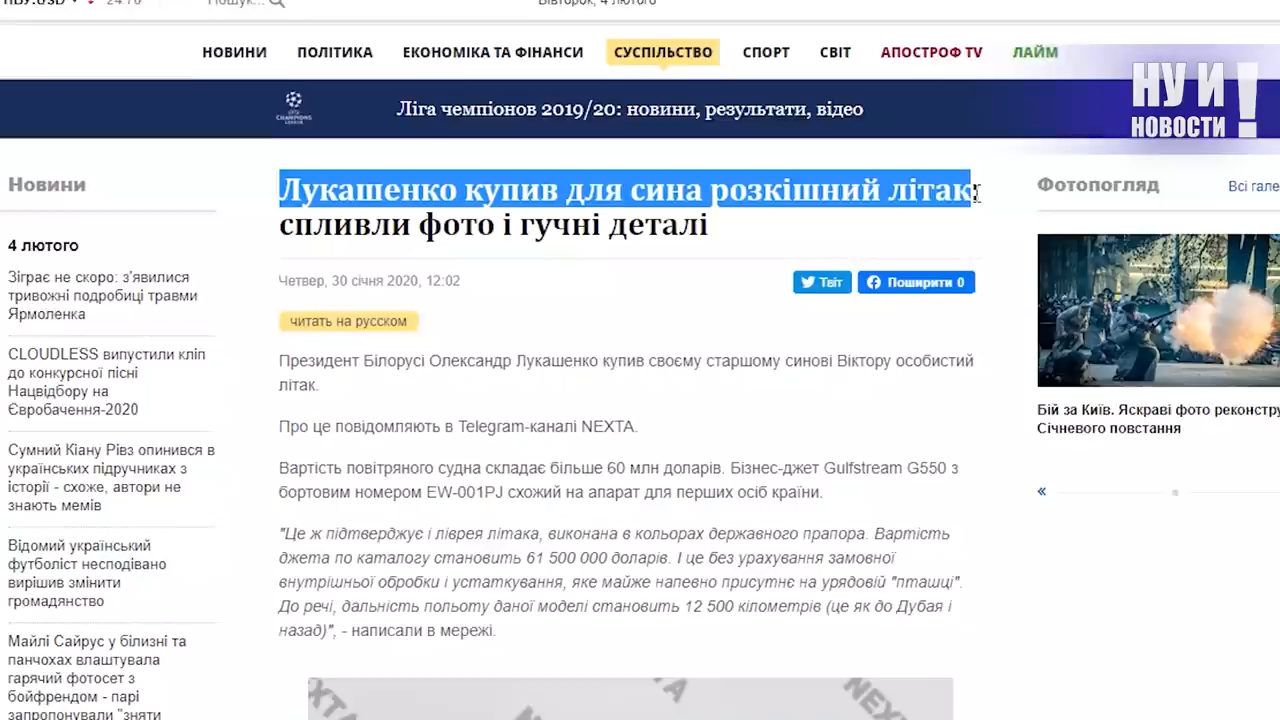 Вівторок, 4 лютого
НОВИНИ ПОЛІТИКА ЕКОНОМІКА ТА ФІНАНСИ СУСПІЛЬСТВО СПОРТ СВІТ АПОСТРОФ TV ЛАЙМ
НУ И НОВОСТИ!
CHAMPIONS LEAGUE
Ліга чемпіонов 2019/20: новини, результати, відео
Новини
4 лютого
Зіграє не скоро: з'явилися
тривожні подробиці травми
Ярмоленка
CLOUDLESS випустили кліп
до конкурсної пісні
Нацвідбору на
Євробачення-2020
Сумний Кіану Рівз опинився в
українських підручниках з
історії - схоже, автори не
знають мемів
Відомий український
футболіст несподівано
вирішив змінити
громадянство
Майлі Сайрус у білизні та
панчохах влаштувала
гарячий фотосет з
бойфрендом - парі
запропонували "зняти
Лукашенко купив для сина розкішний літак:
спливли фото і гучні деталі
Четвер, 30 січня 2020, 12:02
Твіт
Поширити 0
читать на русском
Президент Білорусі Олександр Лукашенко купив своєму старшому синові Віктору особистий
літак.
Про це повідомляють в Telegram-каналі NEXTA.
Вартість повітряного судна складає більше 60 млн доларів. Бізнес-джет Gulfstream G550 з
бортовим номером EW-001PJ схожий на апарат для перших осіб країни.
"Це ж підтверджує і ліврея літака, виконана в кольорах державного прапора. Вартість
джета по каталогу становить 61 500 000 доларів. І це без урахування замовної
внутрішньої обробки і устаткування, яке майже напевно присутнє на урядовій "пташці".
До речі, дальність польоту даної моделі становить 12 500 кілометрів (це як до Дубая і
назад)", - написали в мережі.
NEXTA
Фотопогляд
Всі гале
Бій за Київ. Яскраві фото реконстру
Січневого повстання